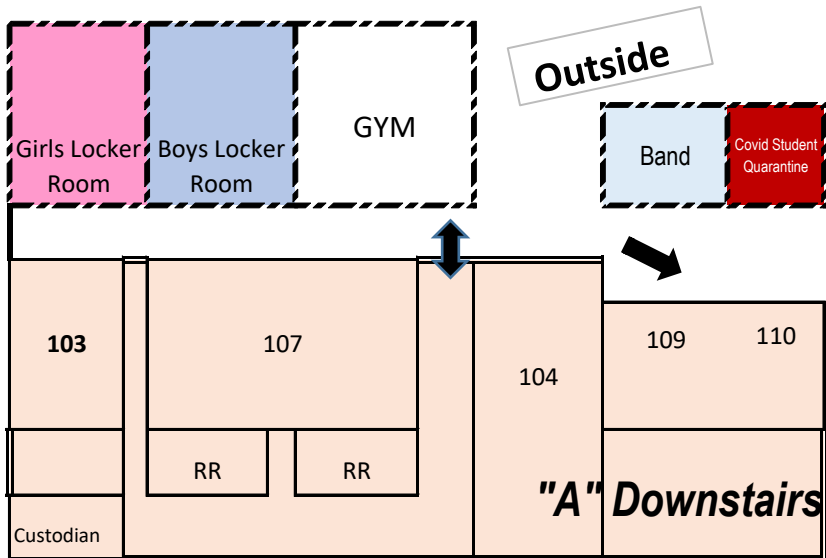 Outside
Girls Locker
Room
Boys Locker
Room
GYM
Band
Covid Student
Quarantine
103
107
104
109
110
RR
RR
"A" Downstairs
Custodian